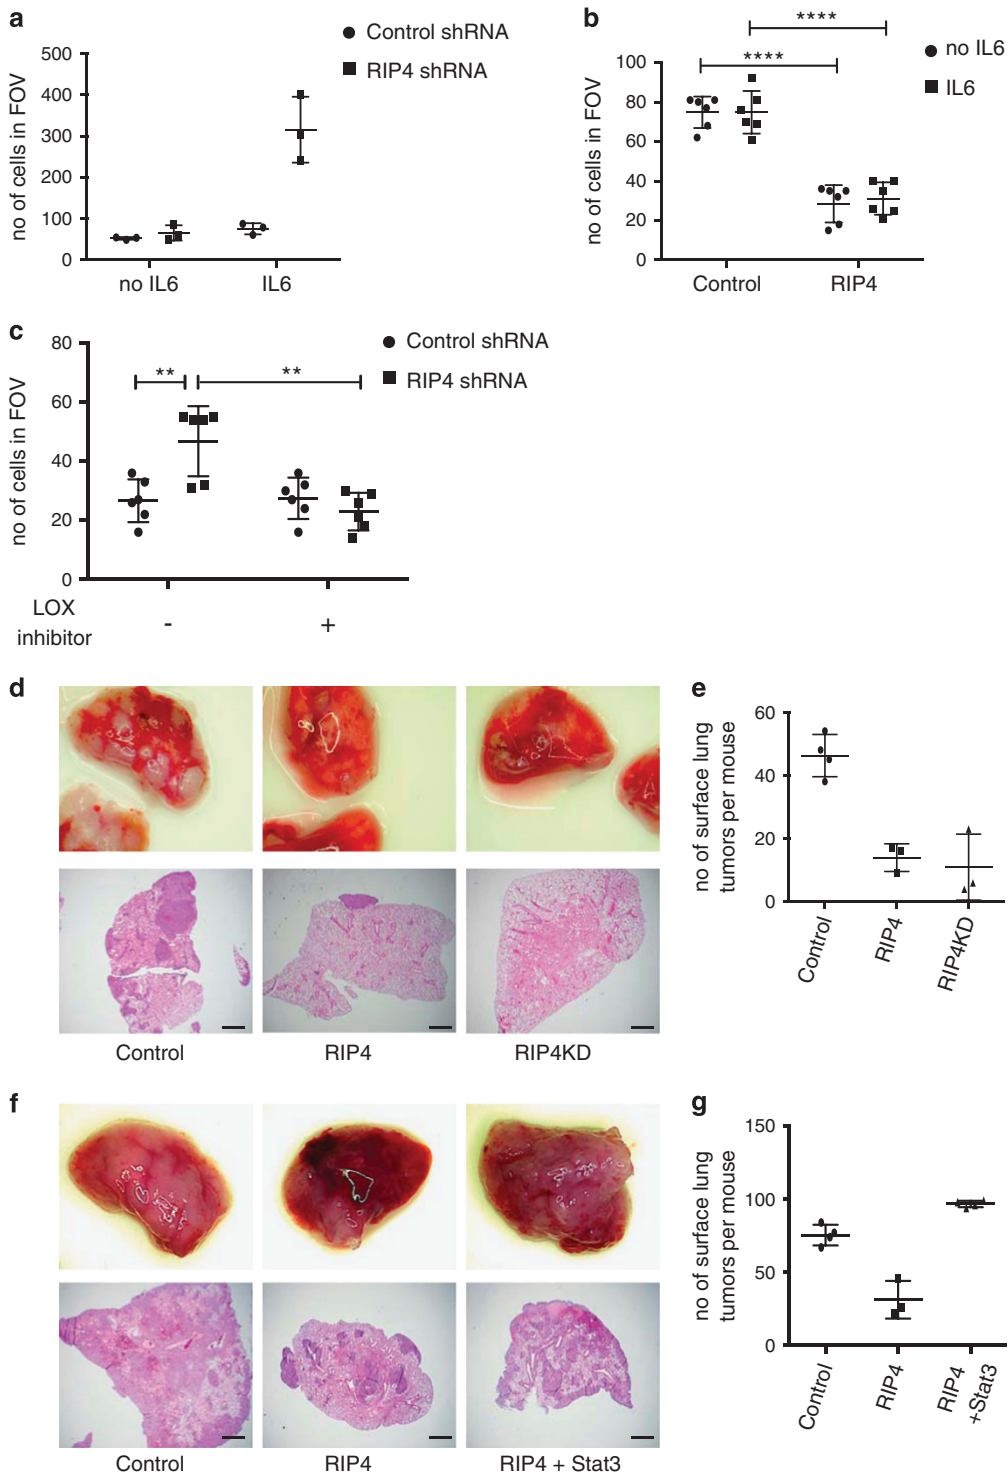 a
Control shRNA
RIP4 shRNA
no of cells in FOV
500
400
300
200
100
0
no IL6
IL6
b
****
****
no IL6
IL6
no of cells in FOV
100
80
60
40
20
0
Control
RIP4
c
Control shRNA
RIP4 shRNA
**
**
no of cells in FOV
80
60
40
20
0
LOX
inhibitor
-
+
d
Control
RIP4
RIP4KD
e
no of surface lung
tumors per mouse
60
40
20
0
Control
RIP4
RIP4KD
f
Control
RIP4
RIP4 + Stat3
g
no of surface lung
tumors per mouse
150
100
50
0
Control
RIP4
RIP4
+Stat3